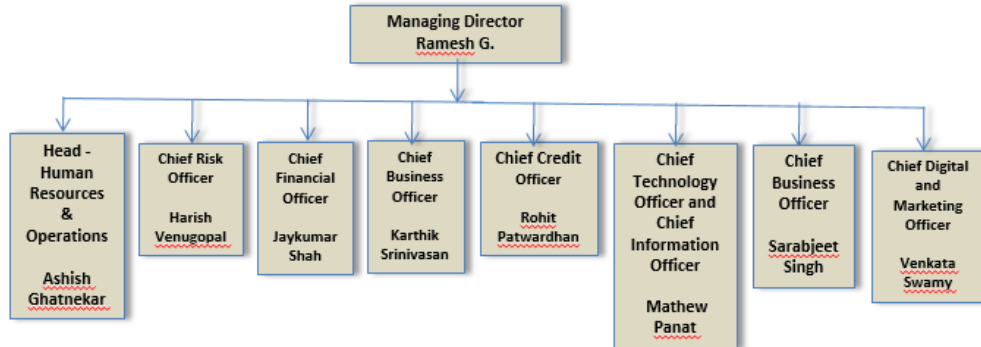 Managing Director
Ramesh G.
Head -
Human
Resources
&
Operations
Ashish
Ghatnekar
Chief Risk
Officer
Harish
Venugopal
Chief
Financial
Officer
Jaykumar
Shah
Chief
Business
Officer
Karthik
Srinivasan
Chief Credit
Officer
Rohit
Patwardhan
Chief
Technology
Officer and
Chief
Information
Officer
Mathew
Panat
Chief
Business
Officer
Sarabjeet
Singh
Chief Digital
and
Marketing
Officer
Venkata
Swamy